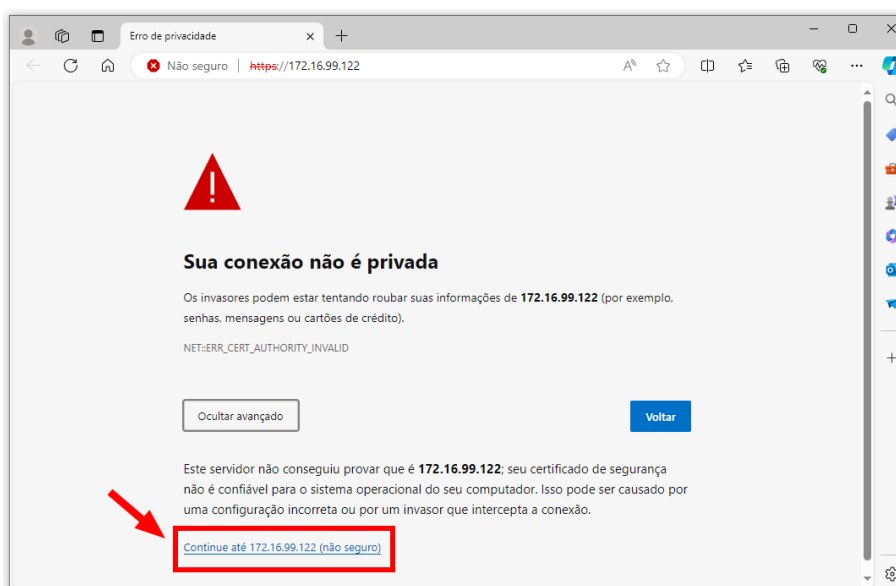 Erro de privacidade
Não seguro | https://172.16.99.122
Sua conexão não é privada
Os invasores podem estar tentando roubar suas informações de 172.16.99.122 (por exemplo,
senhas, mensagens ou cartões de crédito).
NET::ERR_CERT_AUTHORITY_INVALID
Ocultar avançado
Voltar
Este servidor não conseguiu provar que é 172.16.99.122; seu certificado de segurança
não é confiável para o sistema operacional do seu computador. Isso pode ser causado por
uma configuração incorreta ou por um invasor que intercepta a conexão.
Continue até 172.16.99.122 (não seguro)